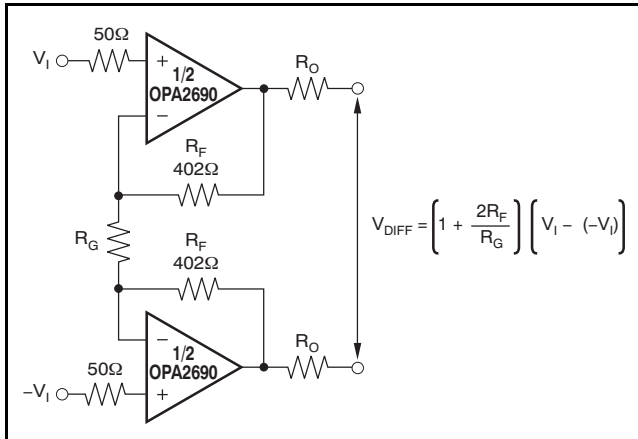 50Ω
V_I
+
1/2
OPA2690
−
R_O
R_F
402Ω
R_G
V_DIFF = [1 + 2R_F/R_G] [V_I − (−V_I)]
R_F
402Ω
−
1/2
OPA2690
+
R_O
50Ω
−V_I